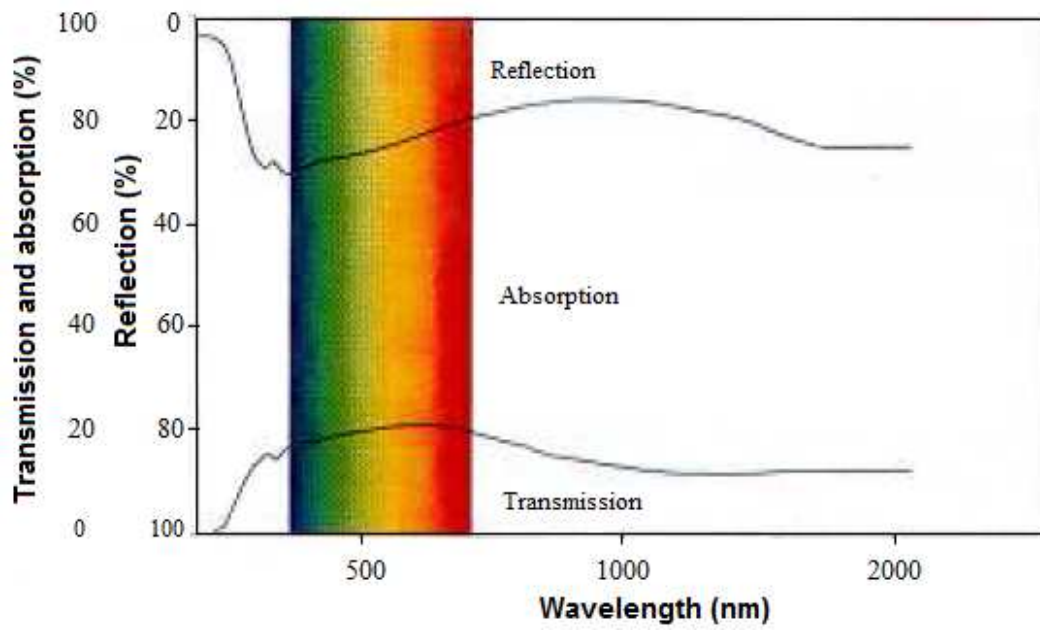 Transmission and absorption (%)
100
80
60
40
20
0
Reflection (%)
0
20
40
60
80
100
Reflection
Absorption
Transmission
500
1000
2000
Wavelength (nm)